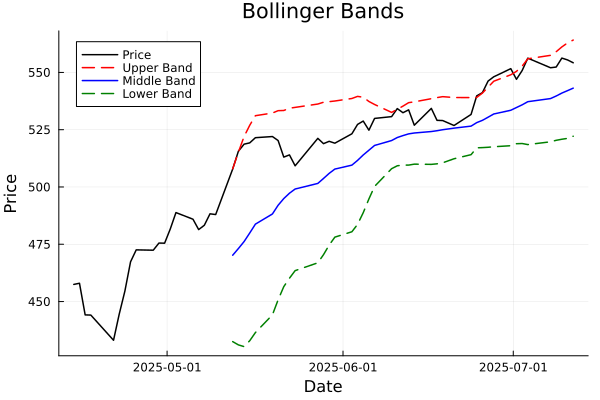 Bollinger Bands
Price
Upper Band
Middle Band
Lower Band
550
525
500
475
450
Price
2025-05-01
2025-06-01
2025-07-01
Date